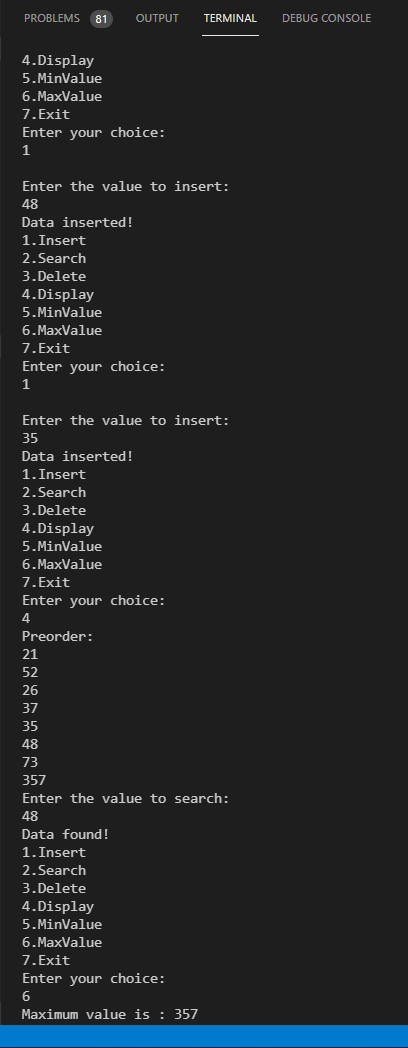 PROBLEMS 81 OUTPUT TERMINAL DEBUG CONSOLE
4.Display
5.MinValue
6.MaxValue
7.Exit
Enter your choice:
1
Enter the value to insert:
48
Data inserted!
1.Insert
2.Search
3.Delete
4.Display
5.MinValue
6.MaxValue
7.Exit
Enter your choice:
1
Enter the value to insert:
35
Data inserted!
1.Insert
2.Search
3.Delete
4.Display
5.MinValue
6.MaxValue
7.Exit
Enter your choice:
4
Preorder:
21
52
26
37
35
48
73
357
Enter the value to search:
48
Data found!
1.Insert
2.Search
3.Delete
4.Display
5.MinValue
6.MaxValue
7.Exit
Enter your choice:
6
Maximum value is : 357